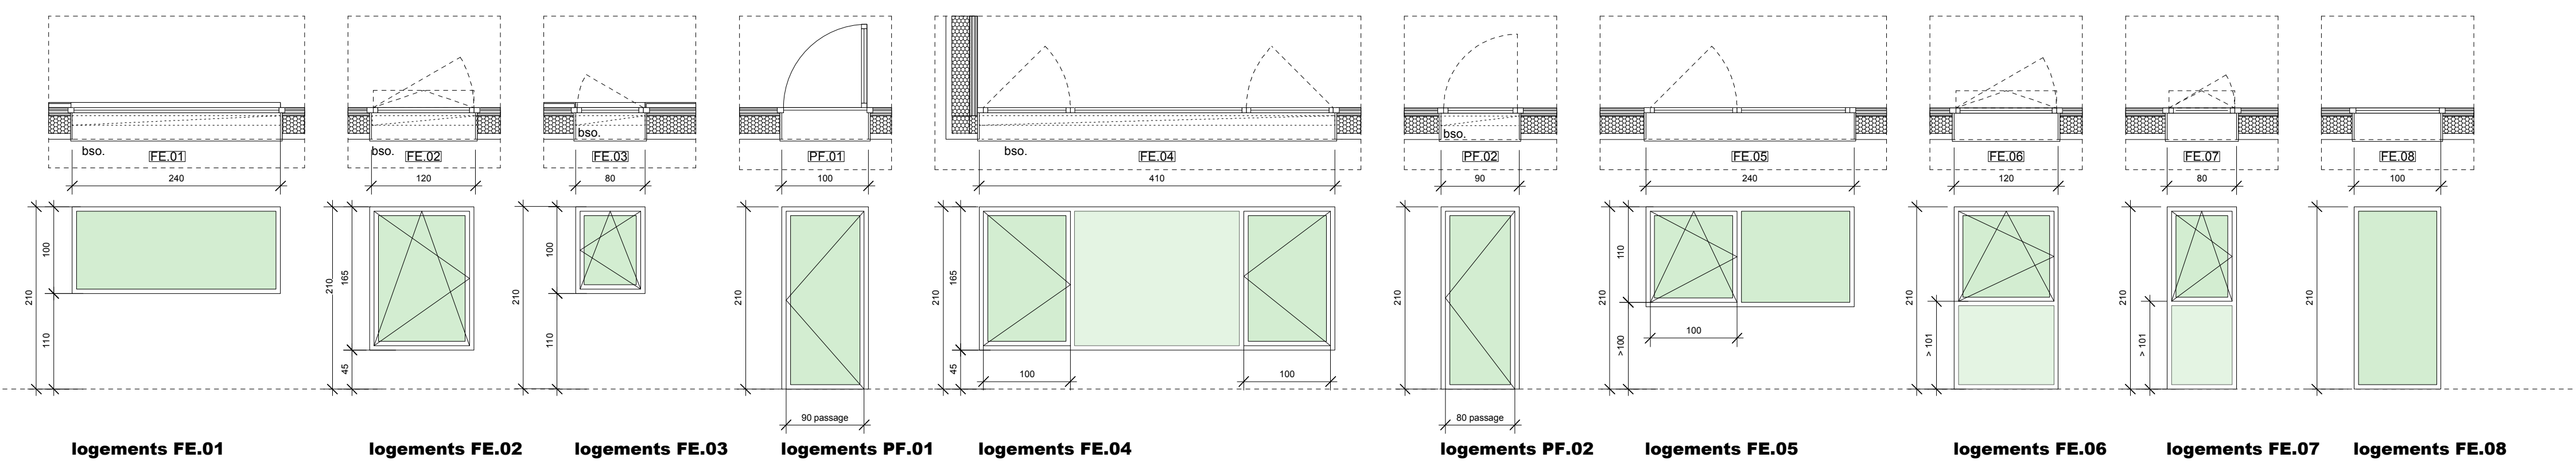 bso.
FE.01
240
210
100
110
logements FE.01
bso.
FE.02
120
210
165
45
logements FE.02
bso.
FE.03
80
210
100
110
logements FE.03
PF.01
100
210
90 passage
logements PF.01
bso.
FE.04
410
210
165
45
100
100
logements FE.04
bso.
PF.02
90
210
80 passage
logements PF.02
FE.05
240
210
110
>100
100
logements FE.05
FE.06
120
210
> 101
logements FE.06
FE.07
80
210
> 101
logements FE.07
FE.08
100
210
logements FE.08